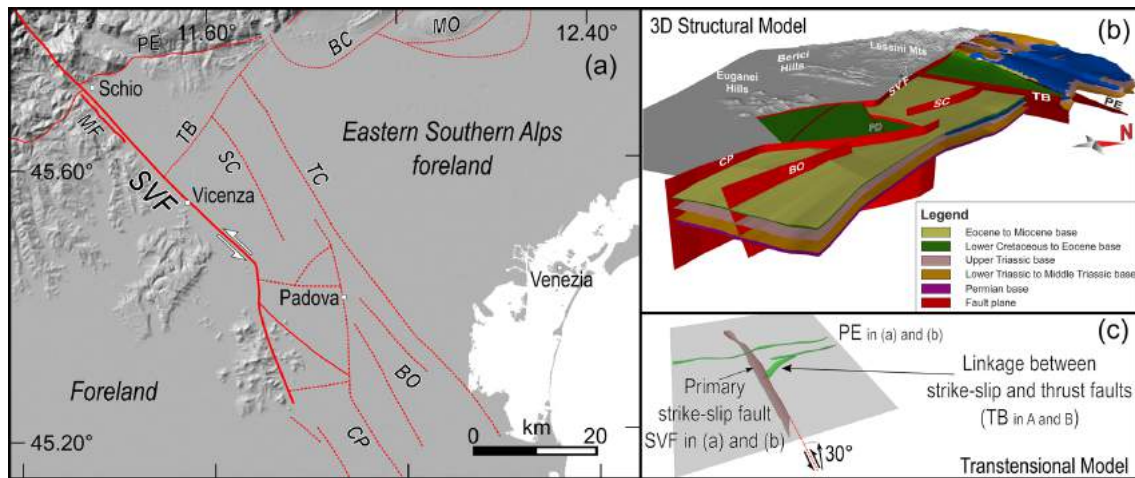 11.60°
12.40°
(a)
PE
BC
MO
Schio
MF
TB
SC
TC
Eastern Southern Alps
foreland
45.60°
SVF
Vicenza
Venezia
Padova
BO
Foreland
CP
45.20°
km
0
20
3D Structural Model
(b)
Lessini Mts
Berici
Hills
Euganei
Hills
SVF
SC
TB
PE
PD
CP
BO
N
Legend
Eocene to Miocene base
Lower Cretaceous to Eocene base
Upper Triassic base
Lower Triassic to Middle Triassic base
Permian base
Fault plane
(c)
PE in (a) and (b)
Primary
strike-slip fault
SVF in (a) and (b)
Linkage between
strike-slip and thrust faults
(TB in A and B)
30°
Transtensional Model